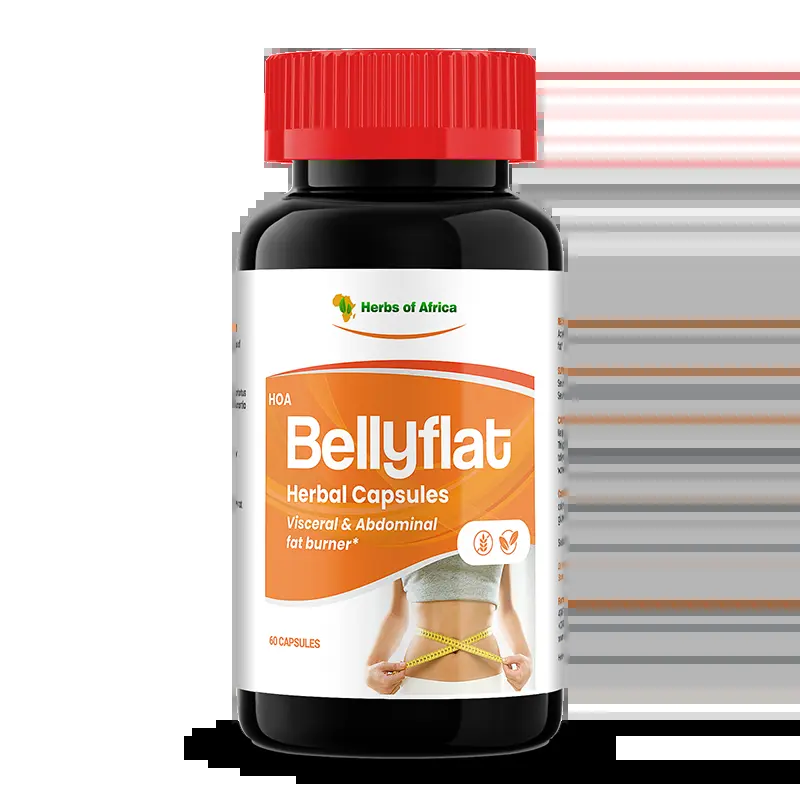 Herbs of Africa
HOA
Bellyflat
Herbal Capsules
Visceral & Abdominal
fat burner*
60 CAPSULES